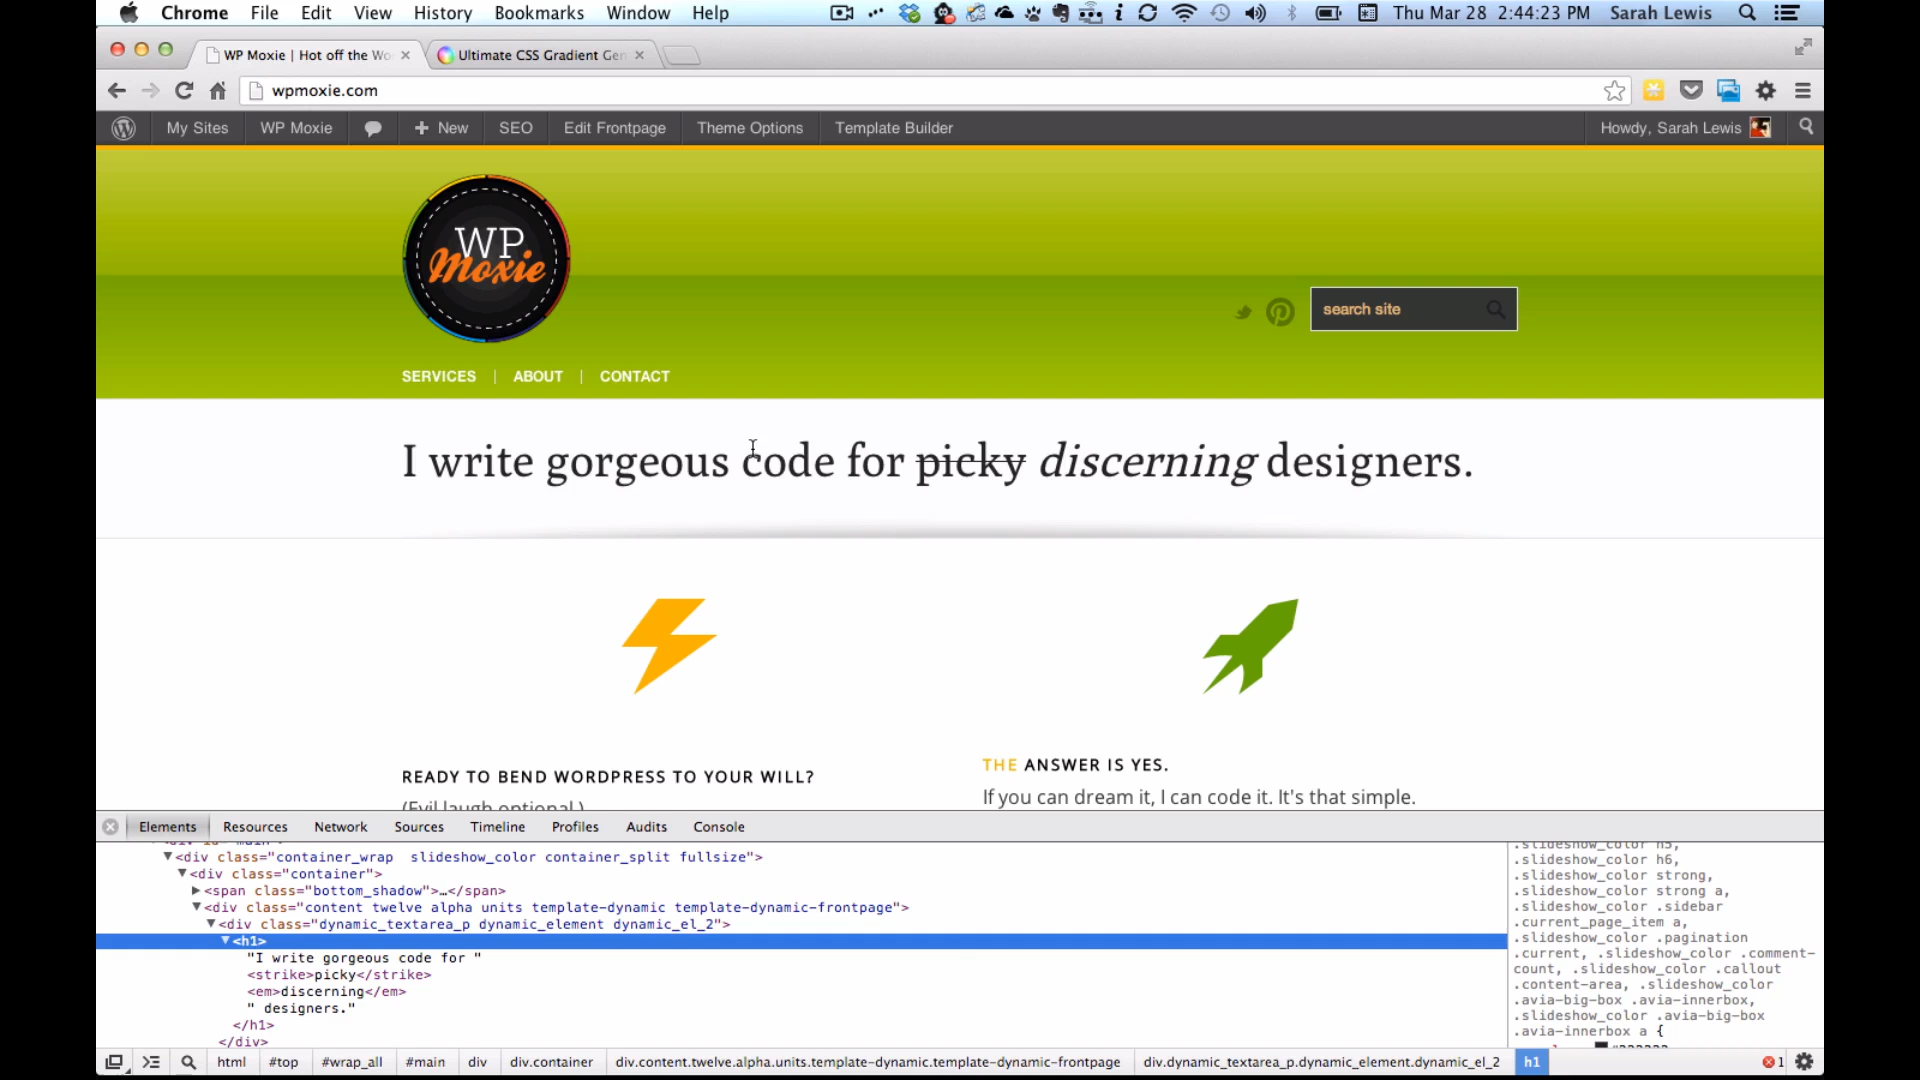 Chrome File Edit View History Bookmarks Window Help Thu Mar 28 2:44:23 PM Sarah Lewis
WP Moxie | Hot off the Wo Ultimate CSS Gradient Gen
wpmoxie.com
My Sites WP Moxie + New SEO Edit Frontpage Theme Options Template Builder Howdy, Sarah Lewis
WP
Moxie
search site
SERVICES | ABOUT | CONTACT
I write gorgeous code for picky discerning designers.
READY TO BEND WORDPRESS TO YOUR WILL?
(Evil laugh optional.)
THE ANSWER IS YES.
If you can dream it, I can code it. It's that simple.
Elements Resources Network Sources Timeline Profiles Audits Console
<div class="container_wrap slideshow_color container_split fullsize">
<div class="container">
<span class="bottom_shadow">…</span>
<div class="content twelve alpha units template-dynamic template-dynamic-frontpage">
<div class="dynamic_textarea_p dynamic_element dynamic_el_2">
<h1>
"I write gorgeous code for "
<strike>picky</strike>
<em>discerning</em>
" designers."
</h1>
</div>
.slideshow_color h5,
.slideshow_color h6,
.slideshow_color strong,
.slideshow_color strong a,
.slideshow_color .sidebar
.current_page_item a,
.slideshow_color .pagination
.current, .slideshow_color .comment-
count, .slideshow_color .callout
.content-area, .slideshow_color
.avia-big-box .avia-innerbox,
.slideshow_color .avia-big-box
.avia-innerbox a {
html #top #wrap_all #main div div.container div.content.twelve.alpha.units.template-dynamic.template-dynamic-frontpage div.dynamic_textarea_p.dynamic_element.dynamic_el_2 h1 1